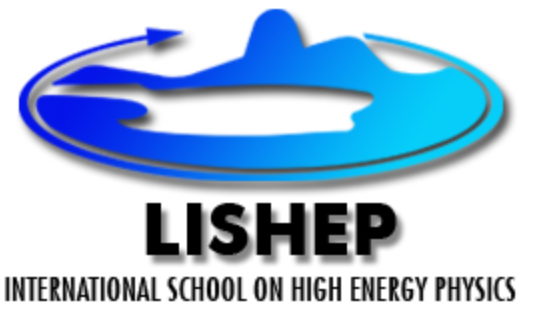 LISHEP
INTERNATIONAL SCHOOL ON HIGH ENERGY PHYSICS